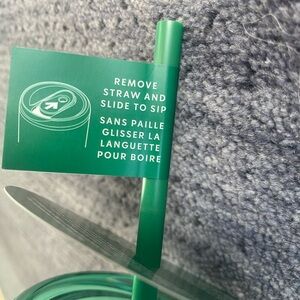 REMOVE
STRAW AND
SLIDE TO SIP
SANS PAILLE
GLISSER LA
LANGUETTE
POUR BOIRE